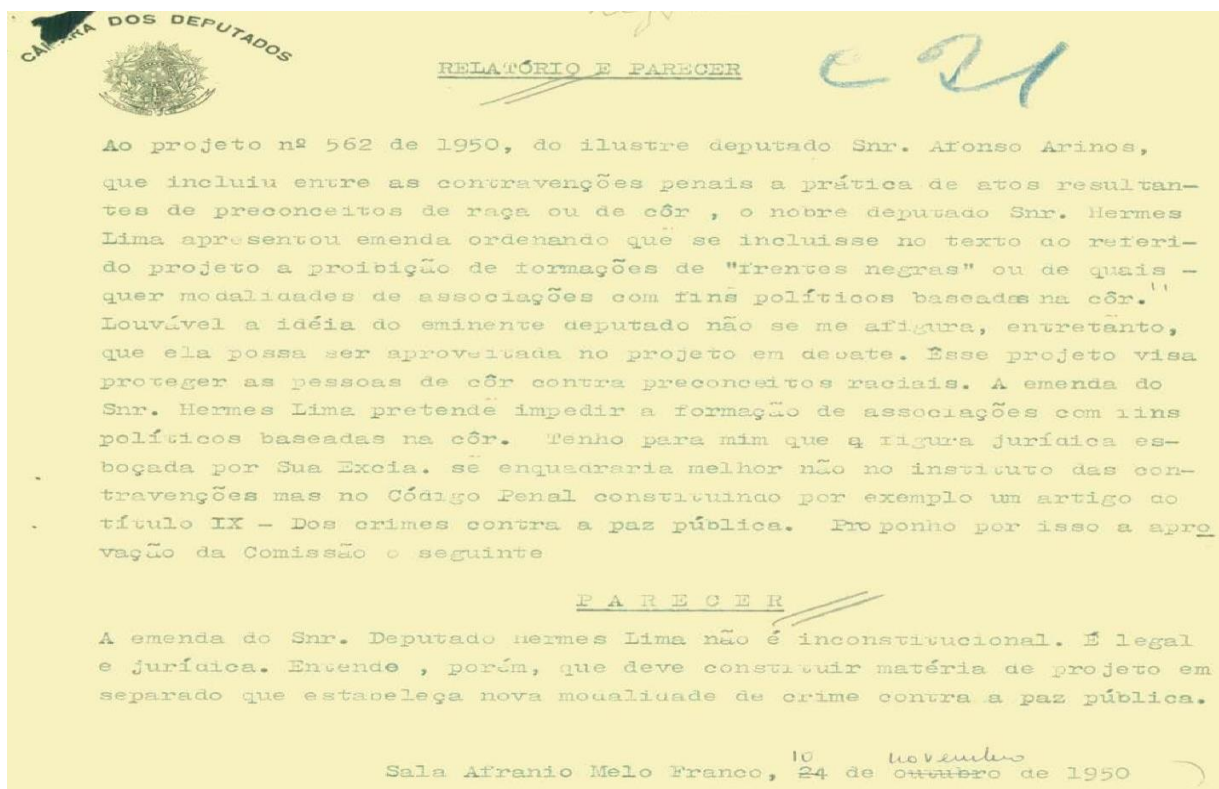 CÂMARA DOS DEPUTADOS
RELATÓRIO E PARECER
Ao projeto nº 562 de 1950, do ilustre deputado Snr. Afonso Arinos,
que incluiu entre as contravenções penais a prática de atos resultan-
tes de preconceitos de raça ou de côr , o nobre deputado Snr. Hermes
Lima apresentou emenda ordenando que se incluisse no texto do referi-
do projeto a proibição de formações de "frentes negras" ou de quais -
quer modalidades de associações com fins políticos baseadas na côr."
Louvável a idéia do eminente deputado não se me afigura, entretanto,
que ela possa ser aproveitada no projeto em debate. Êsse projeto visa
proteger as pessoas de côr contra preconceitos raciais. A emenda do
Snr. Hermes Lima pretende impedir a formação de associações com fins
políticos baseadas na côr. Tenho para mim que a figura jurídica es-
boçada por Sua Excia. se enquadraria melhor não no instituto das con-
travenções mas no Código Penal constituindo por exemplo um artigo do
título IX - Dos crimes contra a paz pública. Proponho por isso a apro
vação da Comissão o seguinte
P A R E C E R
A emenda do Snr. Deputado Hermes Lima não é inconstitucional. É legal
e jurídica. Entende , porém, que deve constituir matéria de projeto em
separado que estabeleça nova modalidade de crime contra a paz pública.
10 novembro
Sala Afranio Melo Franco, 24 de outubro de 1950